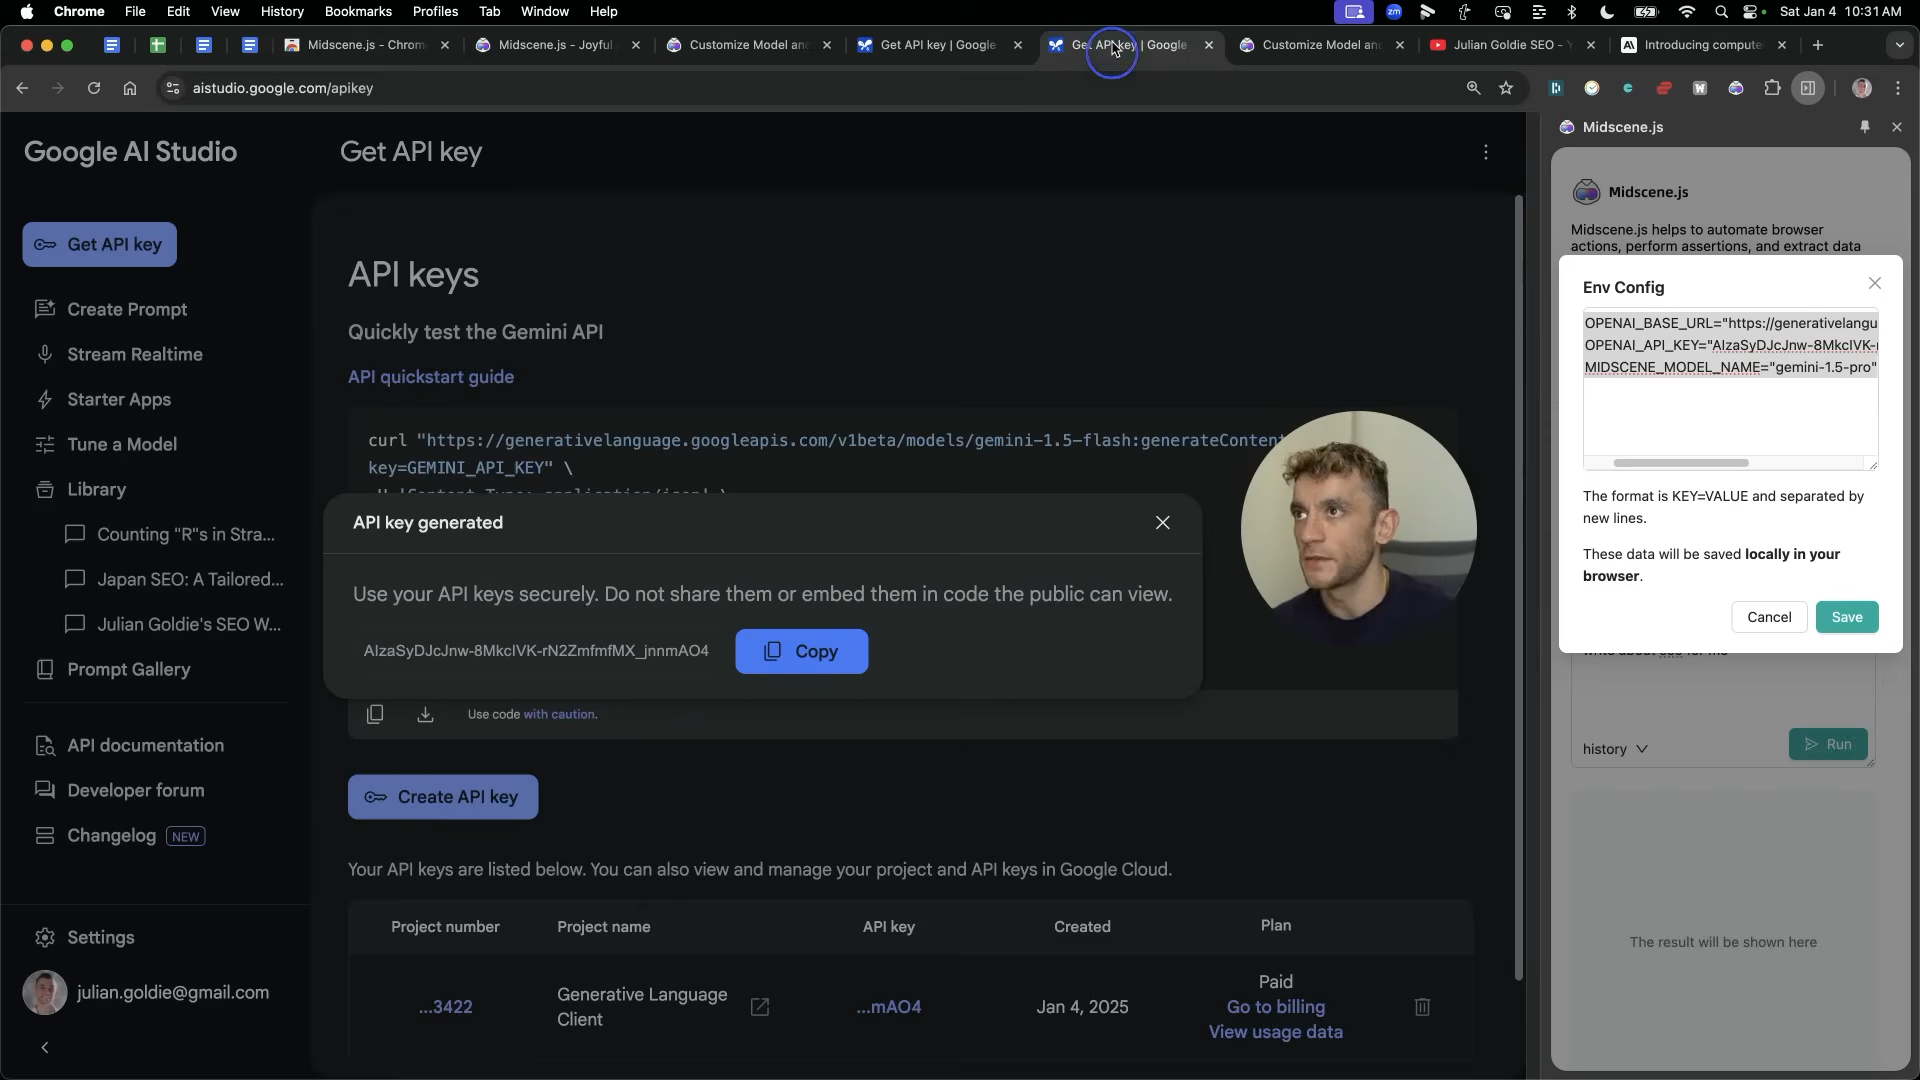 Chrome File Edit View History Bookmarks Profiles Tab Window Help
zm
Sat Jan 4 10:31 AM
Midscene.js - Chrom
Midscene.js - Joyful
Customize Model an
Get API key | Google
Get API key | Google
Customize Model an
Julian Goldie SEO - Y
Introducing compute
aistudio.google.com/apikey
Google AI Studio
Get API key
Get API key
Create Prompt
Stream Realtime
Starter Apps
Tune a Model
Library
Counting "R"s in Stra...
Japan SEO: A Tailored...
Julian Goldie's SEO W...
Prompt Gallery
API documentation
Developer forum
Changelog NEW
Settings
julian.goldie@gmail.com
API keys
Quickly test the Gemini API
API quickstart guide
curl "https://generativelanguage.googleapis.com/v1beta/models/gemini-1.5-flash:generateContent
key=GEMINI_API_KEY" \
API key generated
Use your API keys securely. Do not share them or embed them in code the public can view.
AIzaSyDJcJnw-8MkcIVK-rN2ZmfmfMX_jnnmAO4
Copy
Use code with caution.
Create API key
Your API keys are listed below. You can also view and manage your project and API keys in Google Cloud.
Project number Project name API key Created Plan
...3422
Generative Language
Client
...mAO4
Jan 4, 2025
Paid
Go to billing
View usage data
Midscene.js
Midscene.js
Midscene.js helps to automate browser
actions, perform assertions, and extract data
Env Config
OPENAI_BASE_URL="https://generativelangu
OPENAI_API_KEY="AIzaSyDJcJnw-8MkcIVK-r
MIDSCENE_MODEL_NAME="gemini-1.5-pro"
The format is KEY=VALUE and separated by
new lines.
These data will be saved locally in your
browser.
Cancel
Save
history
Run
The result will be shown here